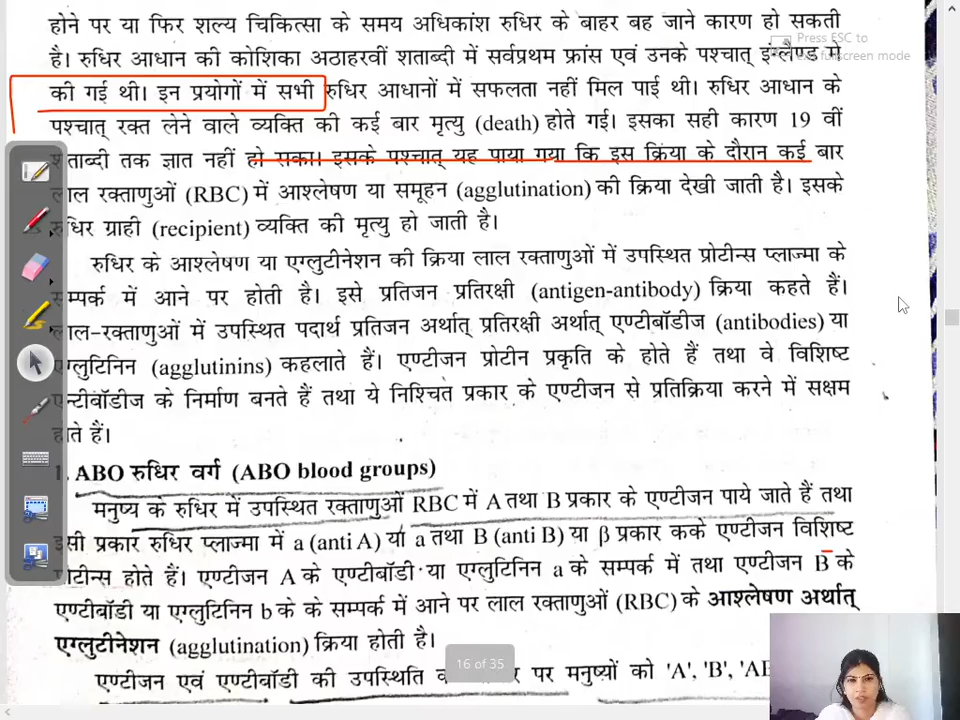 होने पर या फिर शल्य चिकित्सा के समय अधिकांश रुधिर के बाहर बह जाने कारण हो सकती
है। रुधिर आधान की कोशिका अठाहरवीं शताब्दी में सर्वप्रथम फ्रांस एवं उनके पश्चात् इंग्लैण्ड में
Press ESC to
exit fullscreen mode
की गई थी। इन प्रयोगों में सभी रुधिर आधानों में सफलता नहीं मिल पाई थी। रुधिर आधान के
पश्चात् रक्त लेने वाले व्यक्ति की कई बार मृत्यु (death) होते गई। इसका सही कारण 19 वीं
शताब्दी तक ज्ञात नहीं हो सका। इसके पश्चात् यह पाया गया कि इस क्रिया के दौरान कई बार
लाल रक्ताणुओं (RBC) में आश्लेषण या समूहन (agglutination) की क्रिया देखी जाती है। इसके
रुधिर ग्राही (recipient) व्यक्ति की मृत्यु हो जाती है।
रुधिर के आश्लेषण या एग्लुटिनेशन की क्रिया लाल रक्ताणुओं में उपस्थित प्रोटीन्स प्लाज्मा के
सम्पर्क में आने पर होती है। इसे प्रतिजन प्रतिरक्षी (antigen-antibody) क्रिया कहते हैं।
लाल-रक्ताणुओं में उपस्थित पदार्थ प्रतिजन अर्थात् प्रतिरक्षी अर्थात् एण्टीबॉडीज (antibodies) या
एग्लुटिनिन (agglutinins) कहलाते हैं। एण्टीजन प्रोटीन प्रकृति के होते हैं तथा वे विशिष्ट
एन्टीबॉडीज के निर्माण बनते हैं तथा ये निश्चित प्रकार के एण्टीजन से प्रतिक्रिया करने में सक्षम
होते हैं।
1. ABO रुधिर वर्ग (ABO blood groups)
मनुष्य के रुधिर में उपस्थित रक्ताणुओं RBC में A तथा B प्रकार के एण्टीजन पाये जाते हैं तथा
इसी प्रकार रुधिर प्लाज्मा में a (anti A) या a तथा B (anti B) या β प्रकार कके एण्टीजन विशिष्ट
प्रोटीन्स होते हैं। एण्टीजन A के एण्टीबॉडी या एग्लुटिनिन a के सम्पर्क में तथा एण्टीजन B के
एण्टीबॉडी या एग्लुटिनिन b के के सम्पर्क में आने पर लाल रक्ताणुओं (RBC) के आश्लेषण अर्थात्
एग्लुटीनेशन (agglutination) क्रिया होती है।
16 of 35
एण्टीजन एवं एण्टीबॉडी की उपस्थिति पर मनुष्यों को 'A', 'B',